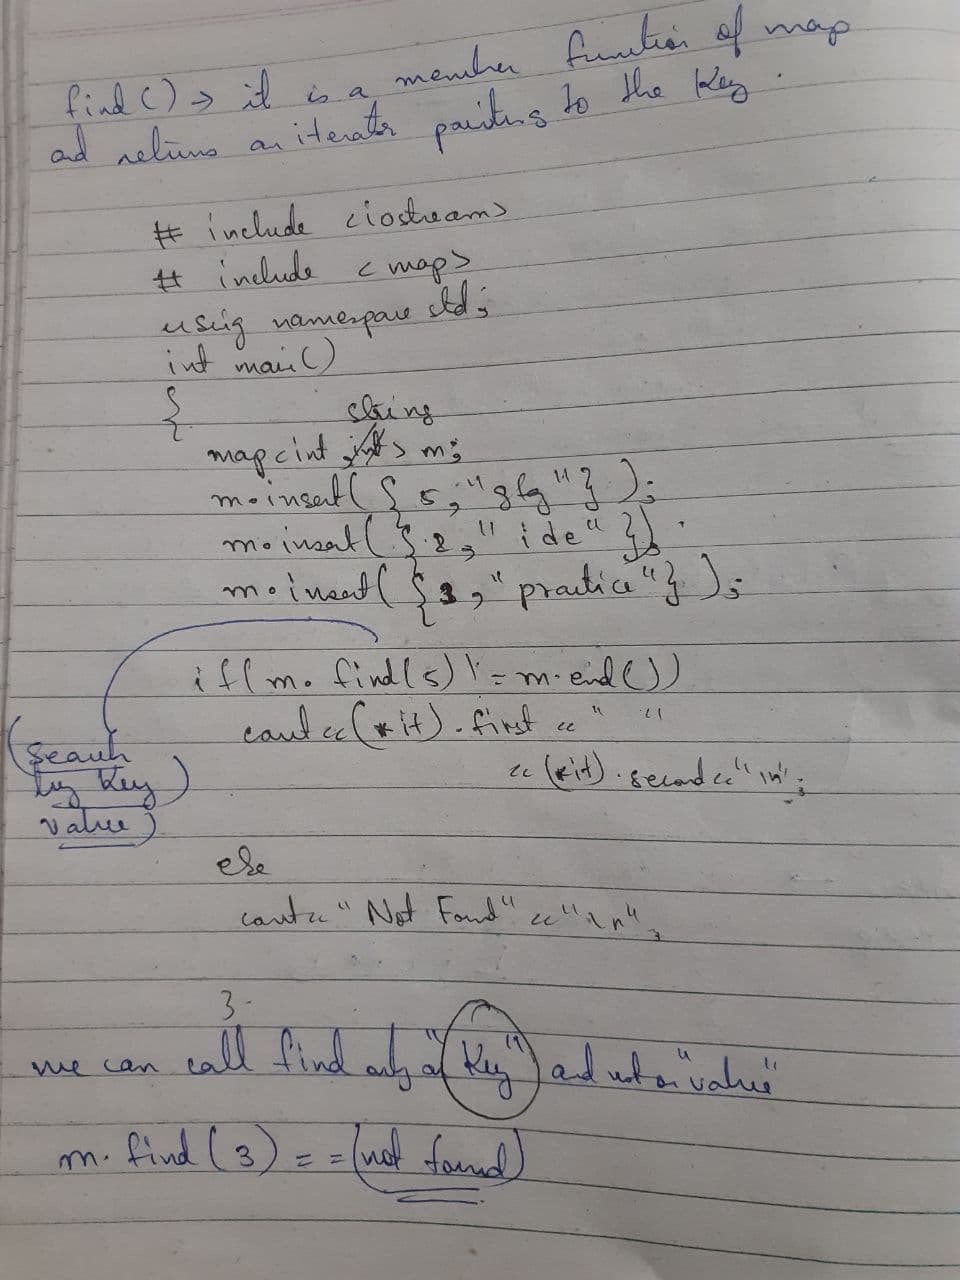 find() → it is a member function of map
and returns an iterator pointing to the Key.
# include <iostream>
# include <map>
using namespace std;
int main()
{
string
map<int int> m;
m.insert({5,"gfg"});
m.insert({2,"ide"});
m.insert({3,"practice"});
if(m.find(5) != m.end())
cout<<(*it).first << " "
<< (*it).second <<"\n";
(Search
by Key)
value)
else
cout<<"Not Found"<<"\n";
}
we can call find only on "Key" and not on "value"
m.find(3) == (not found)